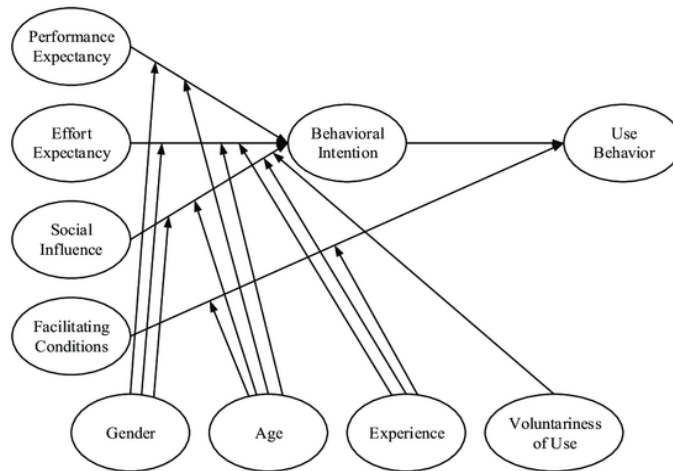 Performance
Expectancy
Effort
Expectancy
Behavioral
Intention
Use
Behavior
Social
Influence
Facilitating
Conditions
Gender
Age
Experience
Voluntariness
of Use